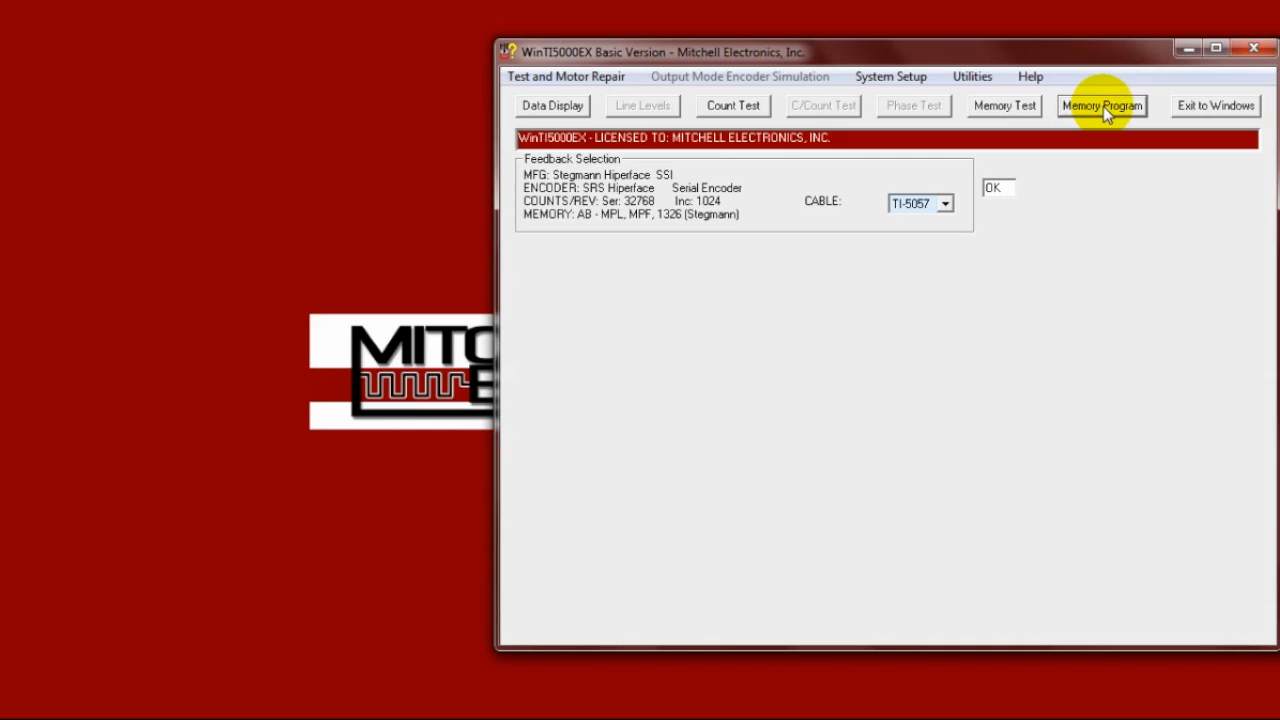 WinTI5000EX Basic Version - Mitchell Electronics, Inc.
Test and Motor Repair Output Mode Encoder Simulation System Setup Utilities Help
Data Display Line Levels Count Test C/Count Test Phase Test Memory Test Memory Program Exit to Windows
WinTI5000EX - LICENSED TO: MITCHELL ELECTRONICS, INC.
Feedback Selection
MFG: Stegmann Hiperface SSI
ENCODER: SRS Hiperface Serial Encoder
COUNTS/REV: Ser: 32768 Inc: 1024
MEMORY: AB - MPL, MPF, 1326 (Stegmann)
CABLE:
TI-5057
OK
MITC
E